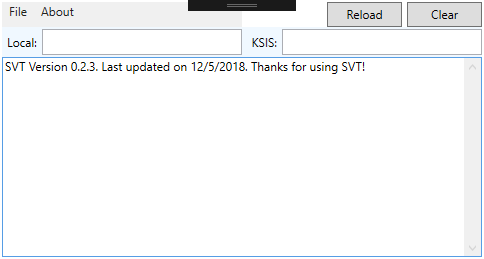 File About Reload Clear
Local: KSIS:
SVT Version 0.2.3. Last updated on 12/5/2018. Thanks for using SVT!